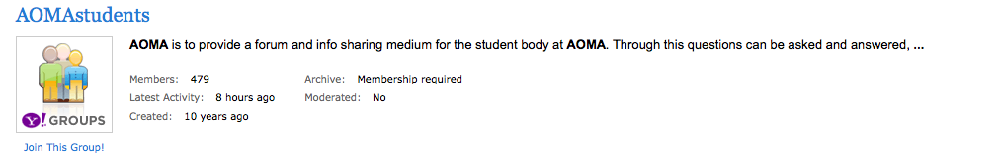 AOMAstudents
AOMA is to provide a forum and info sharing medium for the student body at AOMA. Through this questions can be asked and answered, ...
Members: 479 Archive: Membership required
Latest Activity: 8 hours ago Moderated: No
Created: 10 years ago
Y! GROUPS
Join This Group!